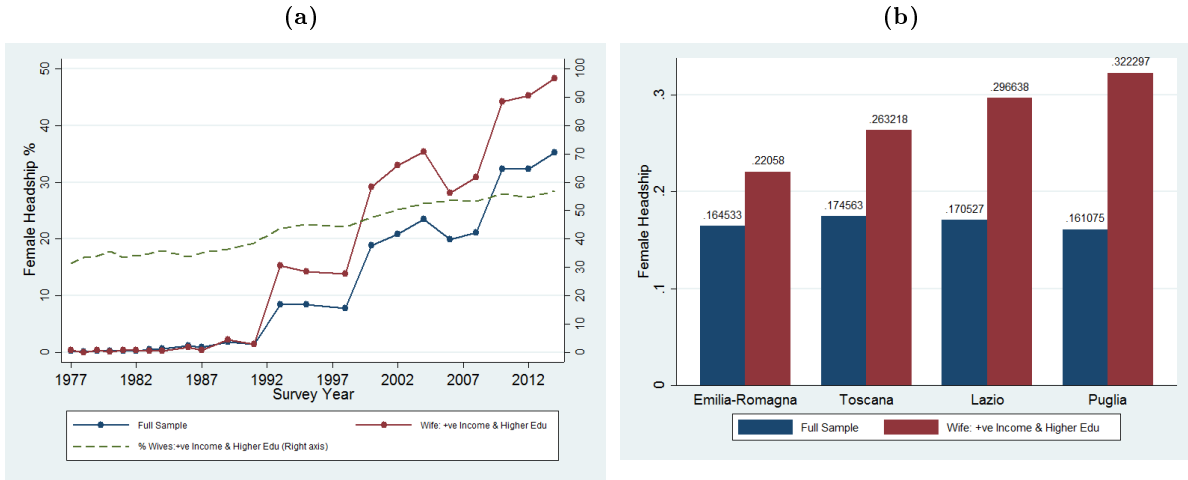 (a)
(b)
Female Headship %
50
40
30
20
10
0
100
90
80
70
60
50
40
30
20
10
0
1977 1982 1987 1992 1997 2002 2007 2012
Survey Year
Full Sample
Wife: +ve Income & Higher Edu
% Wives:+ve Income & Higher Edu (Right axis)
Female Headship
.3
.2
.1
0
.164533
.22058
.174563
.263218
.170527
.296638
.161075
.322297
Emilia-Romagna Toscana Lazio Puglia
Full Sample
Wife: +ve Income & Higher Edu